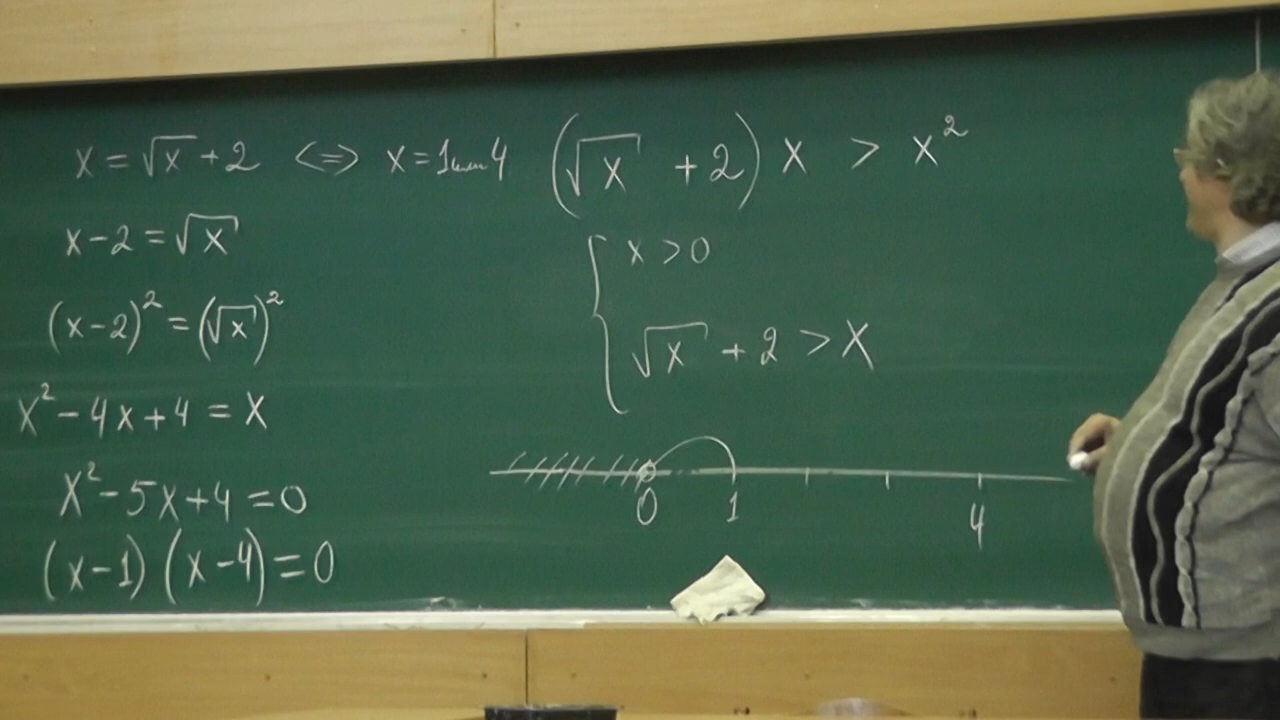 x = √x + 2 <=> x = 1 или 4
x - 2 = √x
(x - 2)² = (√x)²
x² - 4x + 4 = x
x² - 5x + 4 = 0
(x - 1)(x - 4) = 0
(√x + 2) x > x²
{ x > 0
√x + 2 > x
0 1 4